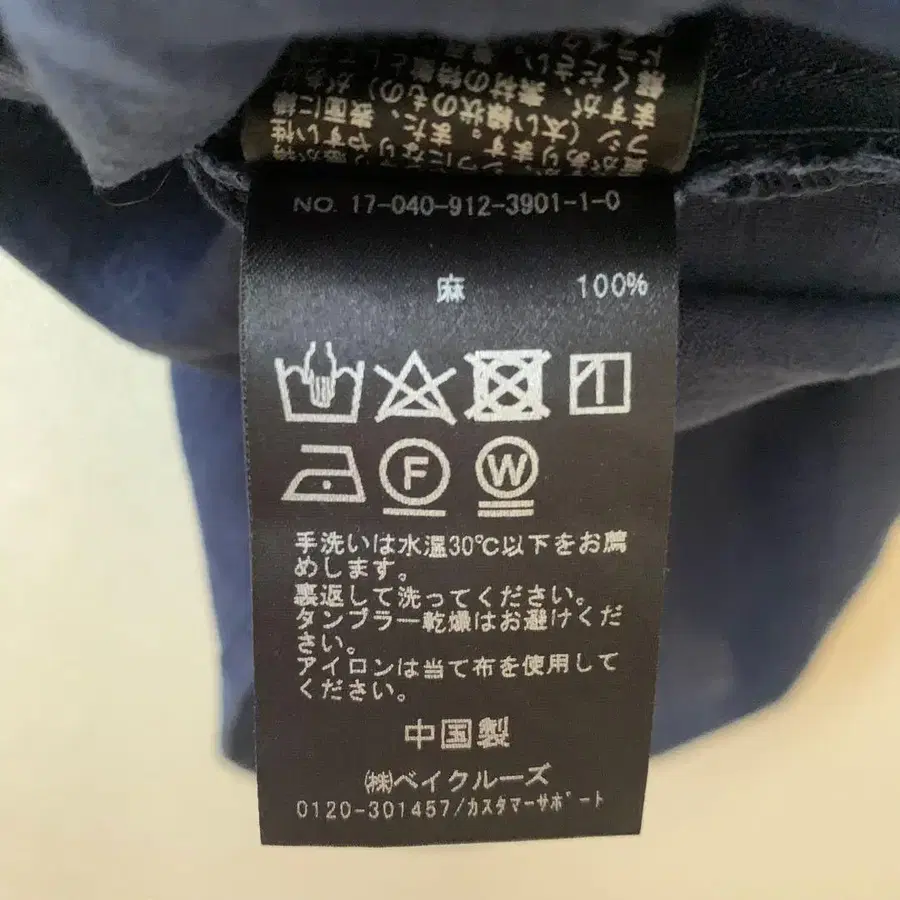 NO. 17-040-912-3901-1-0
麻 100%
F W
手洗いは水温30℃以下をお薦
めします。
裏返して洗ってください。
タンブラー乾燥はお避けくだ
さい。
アイロンは当て布を使用して
ください。
中国製
㈱ベイクルーズ
0120-301457/ｶｽﾀﾏｰｻﾎﾟｰﾄ